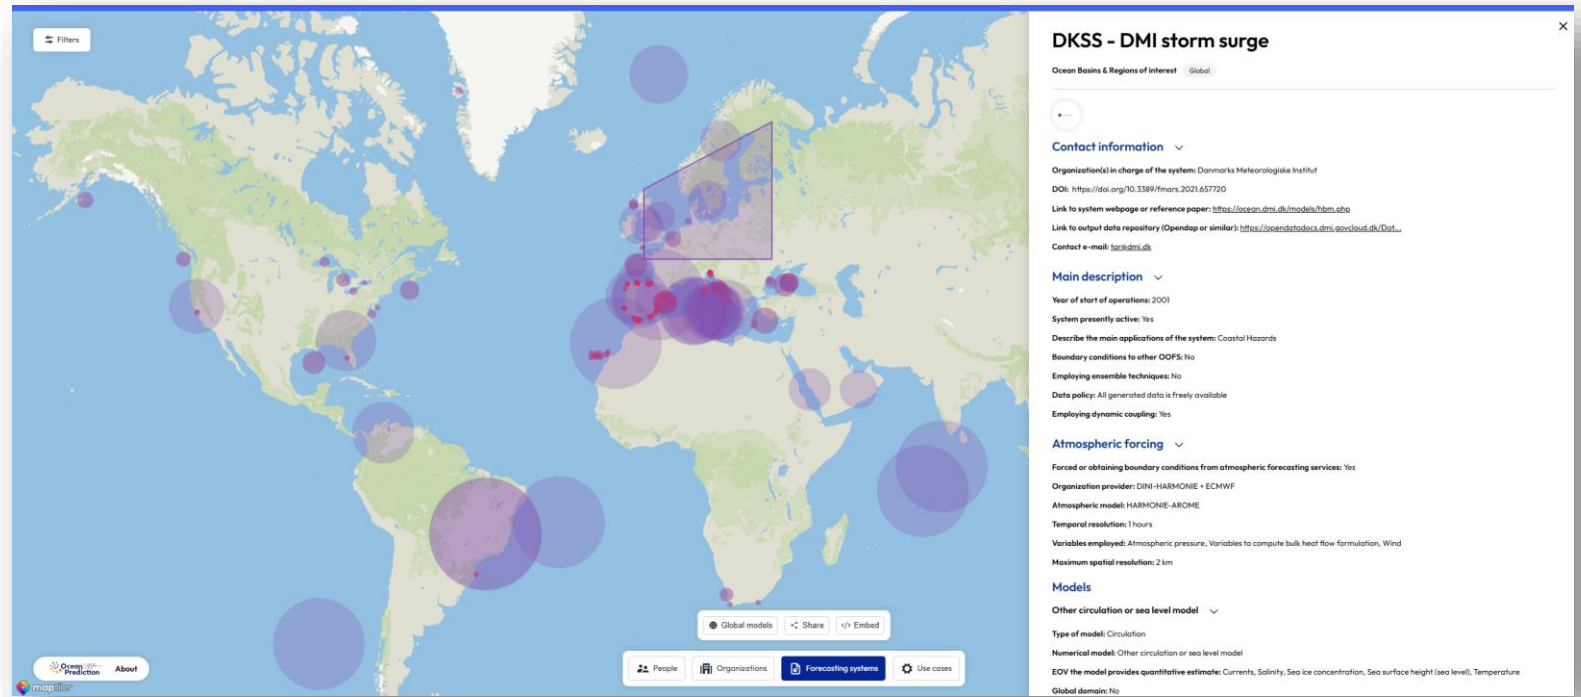 Filters
DKSS - DMI storm surge
Ocean Basins & Regions of interest Global
Contact information
Organization(s) in charge of the system: Danmarks Meteorologiske Institut
DOI: https://doi.org/10.3389/fmars.2021.657720
Link to system webpage or reference paper: https://ocean.dmi.dk/models/hbm.php
Link to output data repository (Opendap or similar): https://opendatadocs.dmi.govcloud.dk/Dat...
Contact e-mail: tor@dmi.dk
Main description
Year of start of operations: 2001
System presently active: Yes
Describe the main applications of the system: Coastal Hazards
Boundary conditions to other OOFS: No
Employing ensemble techniques: No
Data policy: All generated data is freely available
Employing dynamic coupling: Yes
Atmospheric forcing
Forced or obtaining boundary conditions from atmospheric forecasting services: Yes
Organization provider: DINI-HARMONIE + ECMWF
Atmospheric model: HARMONIE-AROME
Temporal resolution: 1 hours
Variables employed: Atmospheric pressure, Variables to compute bulk heat flow formulation, Wind
Maximum spatial resolution: 2 km
Models
Other circulation or sea level model
Type of model: Circulation
Numerical model: Other circulation or sea level model
EOV the model provides quantitative estimate: Currents, Salinity, Sea ice concentration, Sea surface height (sea level), Temperature
Global domain: No
Global models Share </> Embed
People Organizations Forecasting systems Use cases
Ocean Prediction About
maptiler